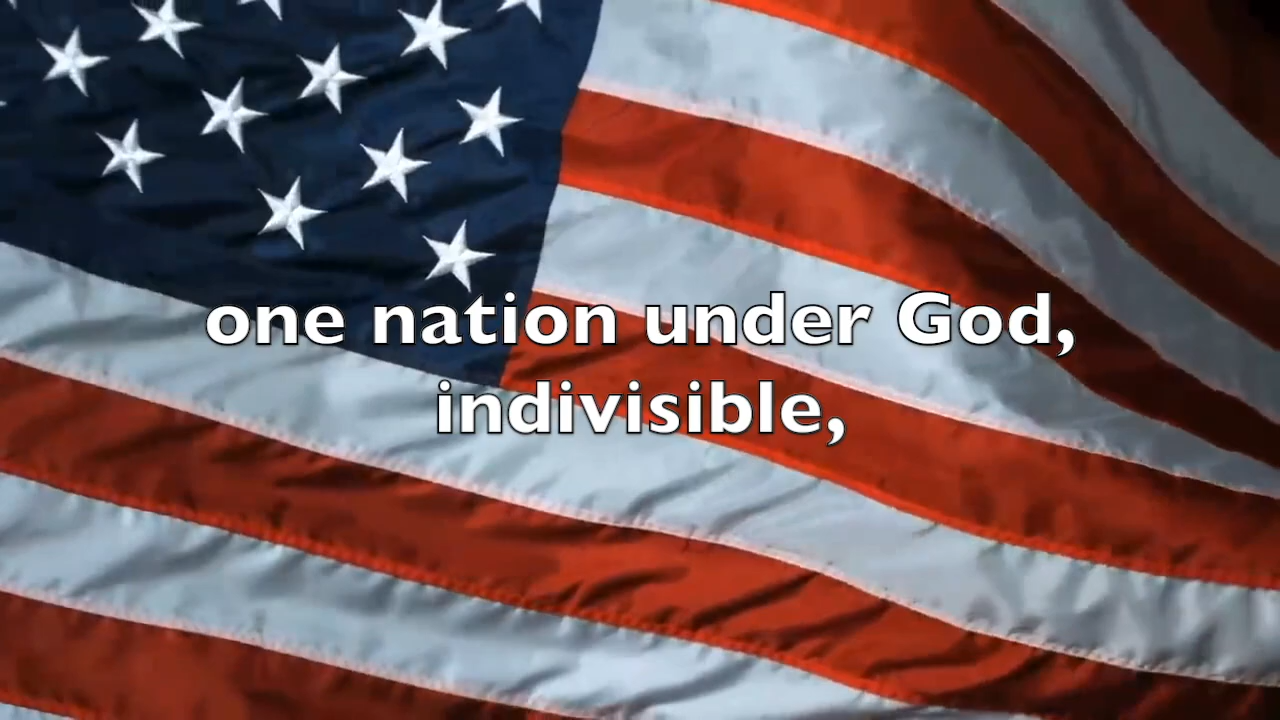 one nation under God,
indivisible,